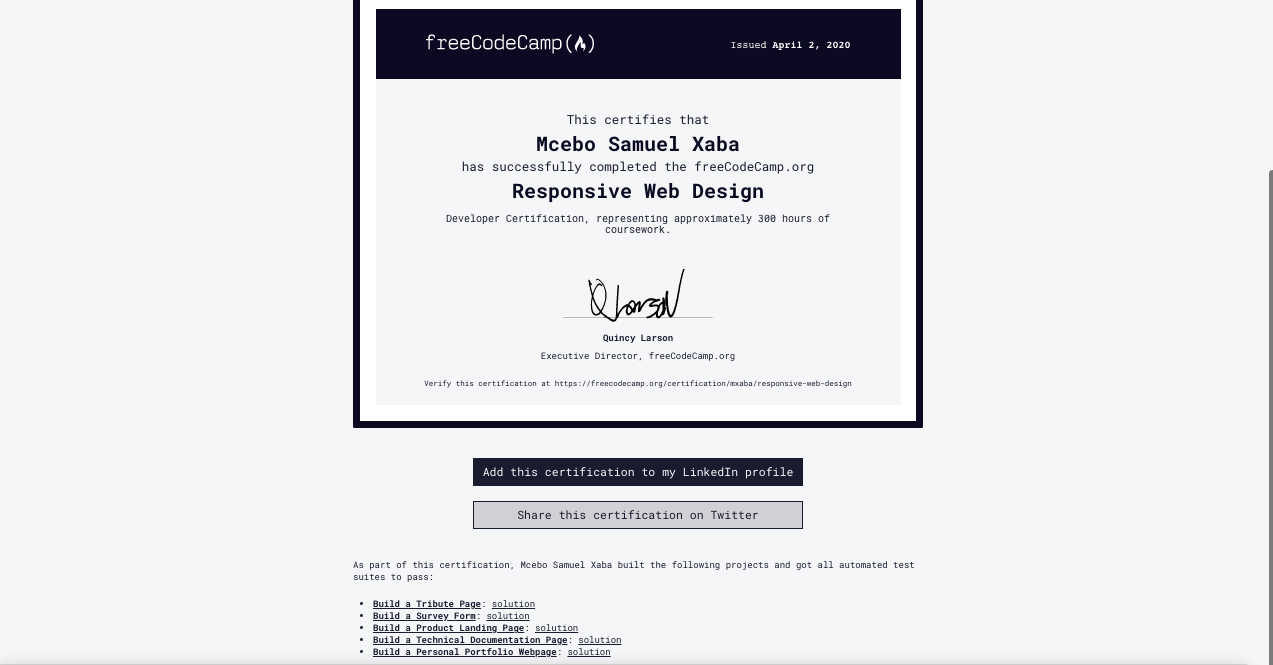 freeCodeCamp
Issued April 2, 2020
This certifies that
Mcebo Samuel Xaba
has successfully completed the freeCodeCamp.org
Responsive Web Design
Developer Certification, representing approximately 300 hours of
coursework.
Quincy Larson
Executive Director, freeCodeCamp.org
Verify this certification at https://freecodecamp.org/certification/mxaba/responsive-web-design
Add this certification to my LinkedIn profile
Share this certification on Twitter
As part of this certification, Mcebo Samuel Xaba built the following projects and got all automated test
suites to pass:
• Build a Tribute Page: solution
• Build a Survey Form: solution
• Build a Product Landing Page: solution
• Build a Technical Documentation Page: solution
• Build a Personal Portfolio Webpage: solution